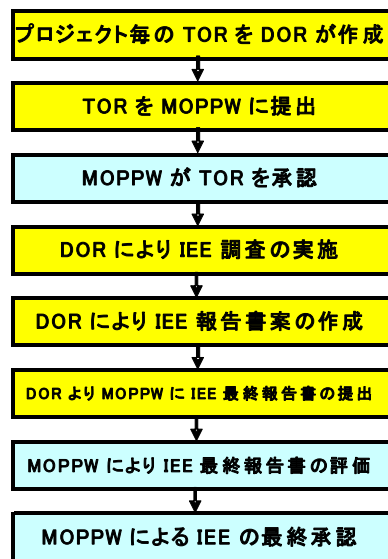 プロジェクト毎の TOR を DOR が作成
TOR を MOPPW に提出
MOPPW が TOR を承認
DOR により IEE 調査の実施
DOR により IEE 報告書案の作成
DOR より MOPPW に IEE 最終報告書の提出
MOPPW により IEE 最終報告書の評価
MOPPW による IEE の最終承認